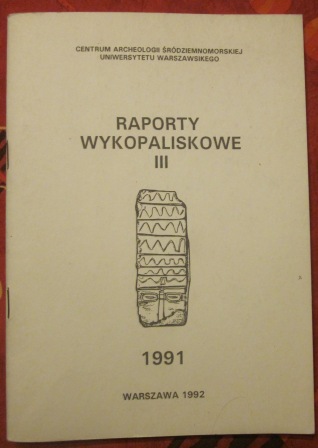 CENTRUM ARCHEOLOGII ŚRÓDZIEMNOMORSKIEJ
UNIWERSYTETU WARSZAWSKIEGO
RAPORTY
WYKOPALISKOWE
III
1991
WARSZAWA 1992